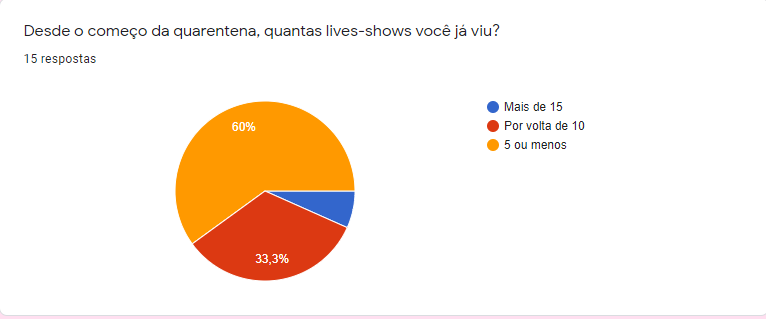 Desde o começo da quarentena, quantas lives-shows você já viu?
15 respostas
60%
33,3%
Mais de 15
Por volta de 10
5 ou menos